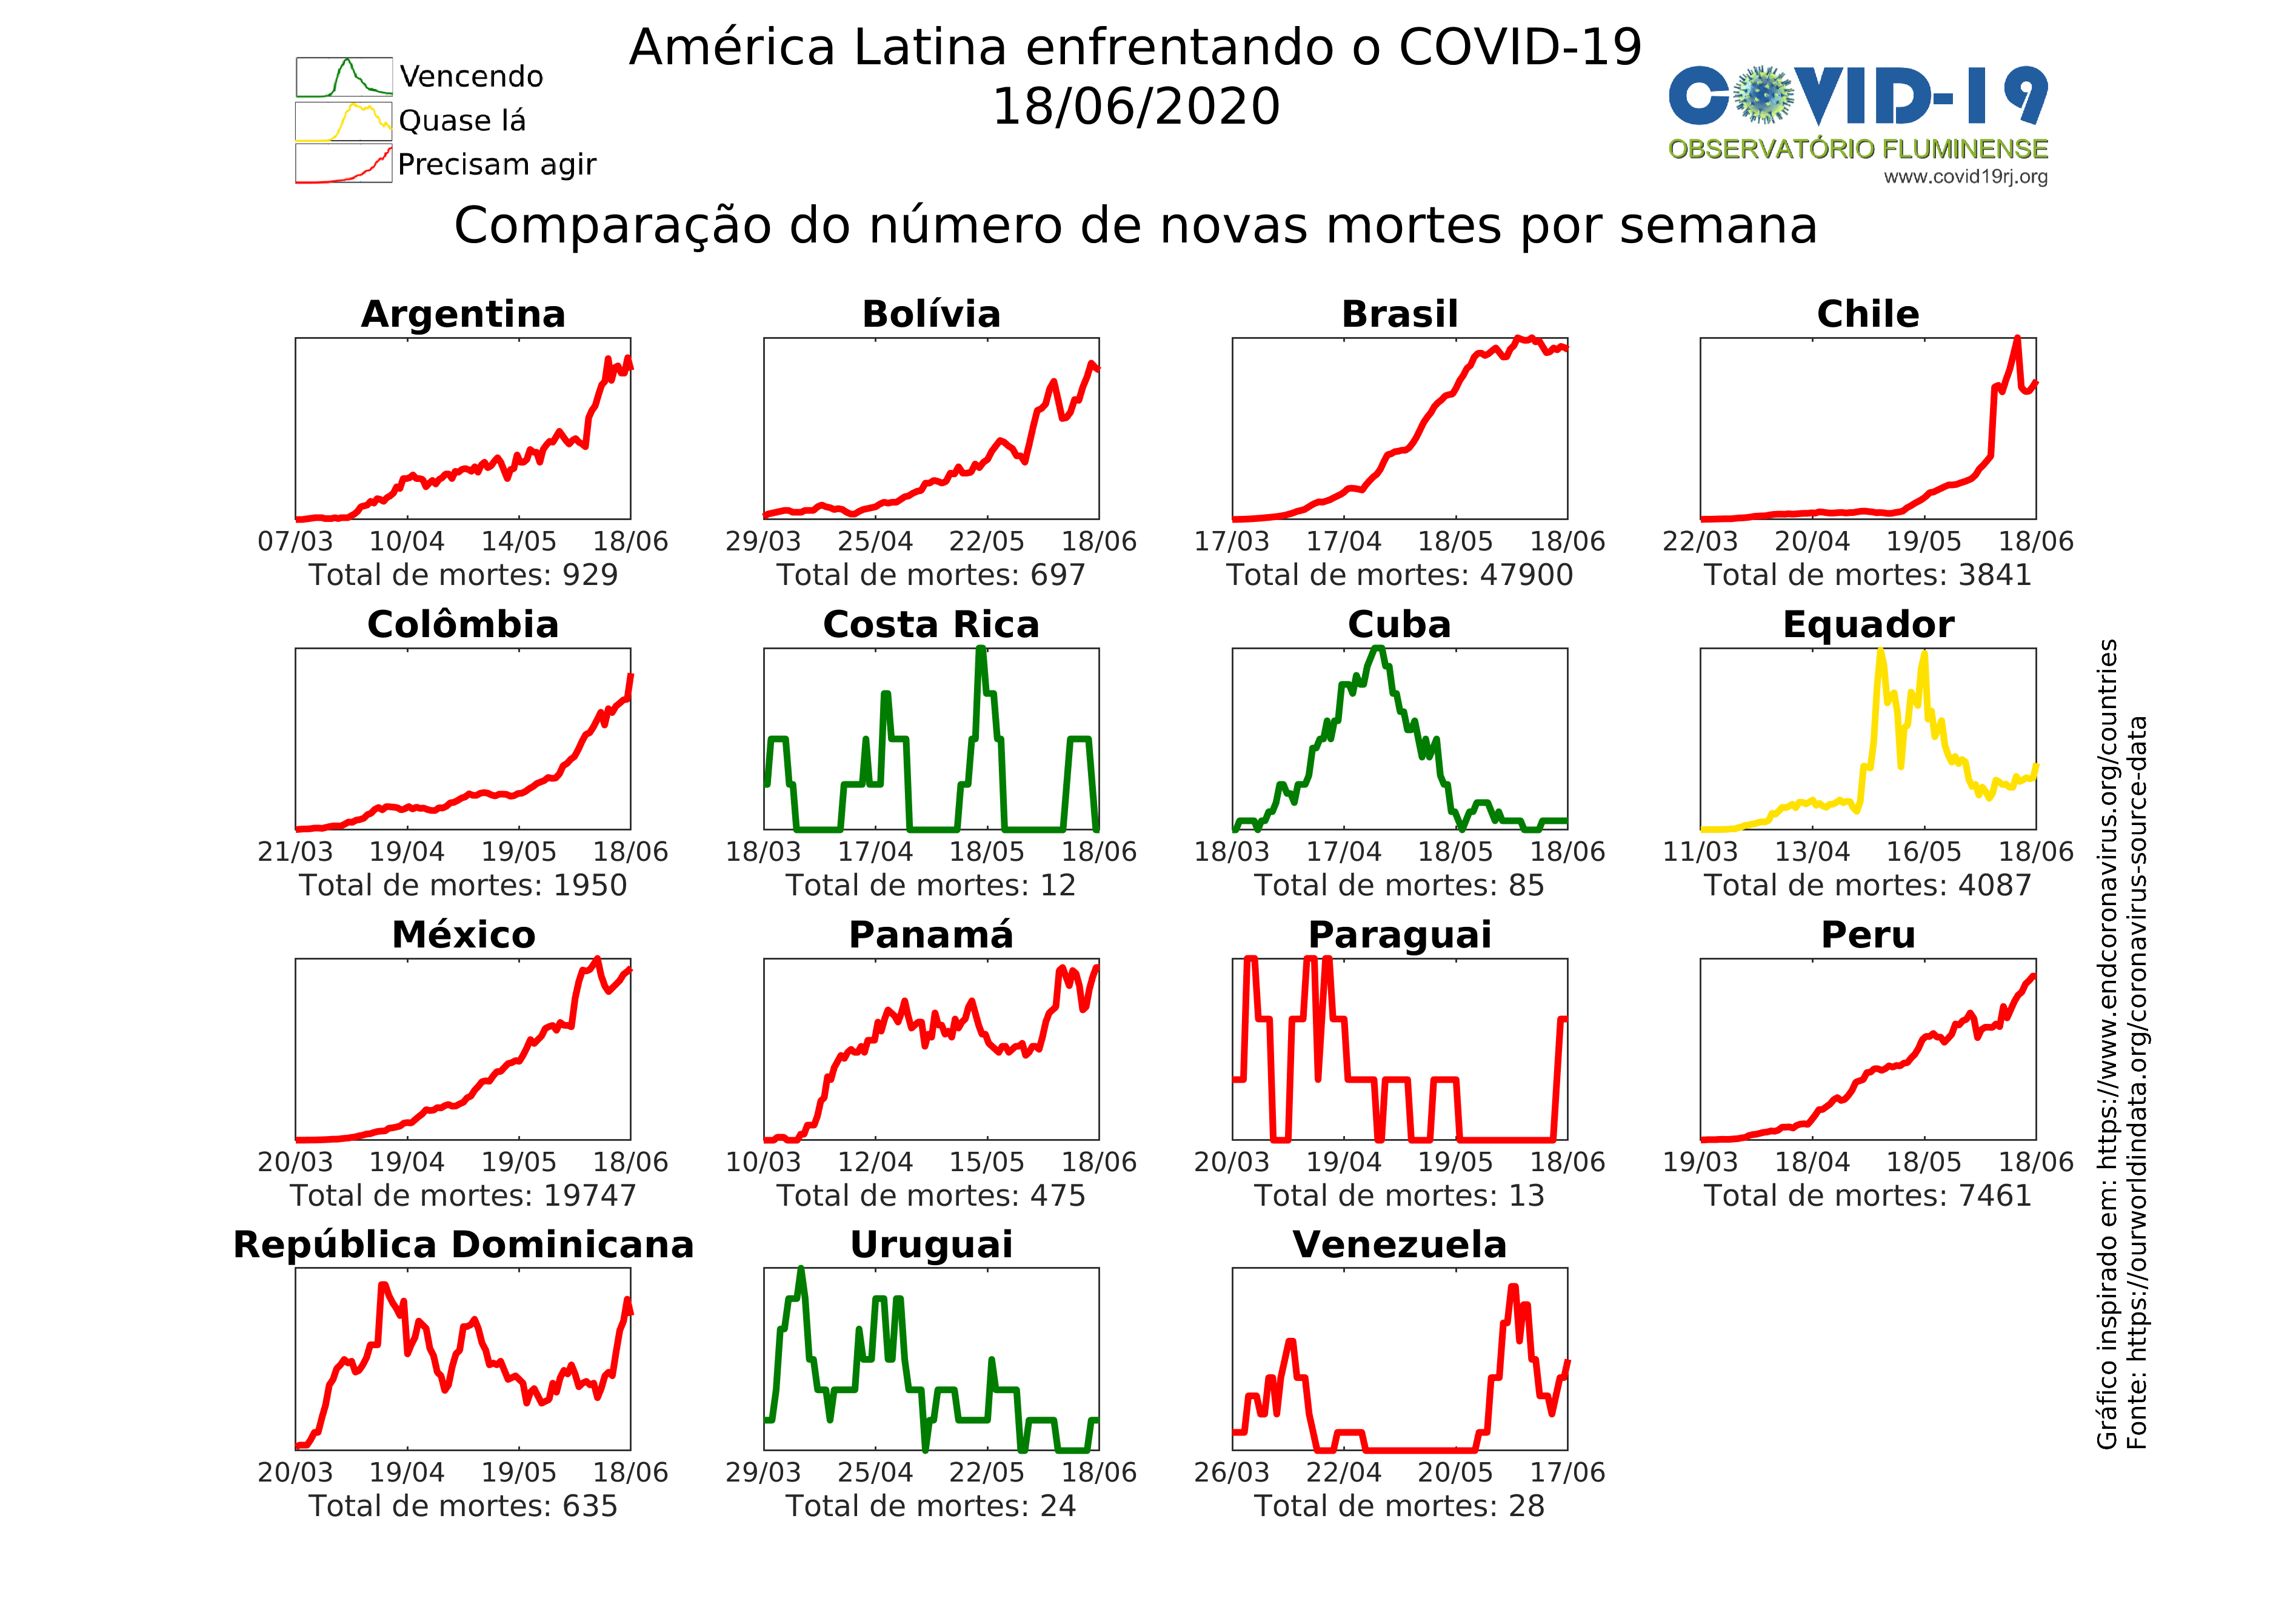 América Latina enfrentando o COVID-19
18/06/2020
Vencendo
Quase lá
Precisam agir
COVID-19
OBSERVATÓRIO FLUMINENSE
www.covid19rj.org
Comparação do número de novas mortes por semana
Argentina
07/03 10/04 14/05 18/06
Total de mortes: 929
Bolívia
29/03 25/04 22/05 18/06
Total de mortes: 697
Brasil
17/03 17/04 18/05 18/06
Total de mortes: 47900
Chile
22/03 20/04 19/05 18/06
Total de mortes: 3841
Colômbia
21/03 19/04 19/05 18/06
Total de mortes: 1950
Costa Rica
18/03 17/04 18/05 18/06
Total de mortes: 12
Cuba
18/03 17/04 18/05 18/06
Total de mortes: 85
Equador
11/03 13/04 16/05 18/06
Total de mortes: 4087
México
20/03 19/04 19/05 18/06
Total de mortes: 19747
Panamá
10/03 12/04 15/05 18/06
Total de mortes: 475
Paraguai
20/03 19/04 19/05 18/06
Total de mortes: 13
Peru
19/03 18/04 18/05 18/06
Total de mortes: 7461
República Dominicana
20/03 19/04 19/05 18/06
Total de mortes: 635
Uruguai
29/03 25/04 22/05 18/06
Total de mortes: 24
Venezuela
26/03 22/04 20/05 17/06
Total de mortes: 28
Gráfico inspirado em: https://www.endcoronavirus.org/countries
Fonte: https://ourworldindata.org/coronavirus-source-data